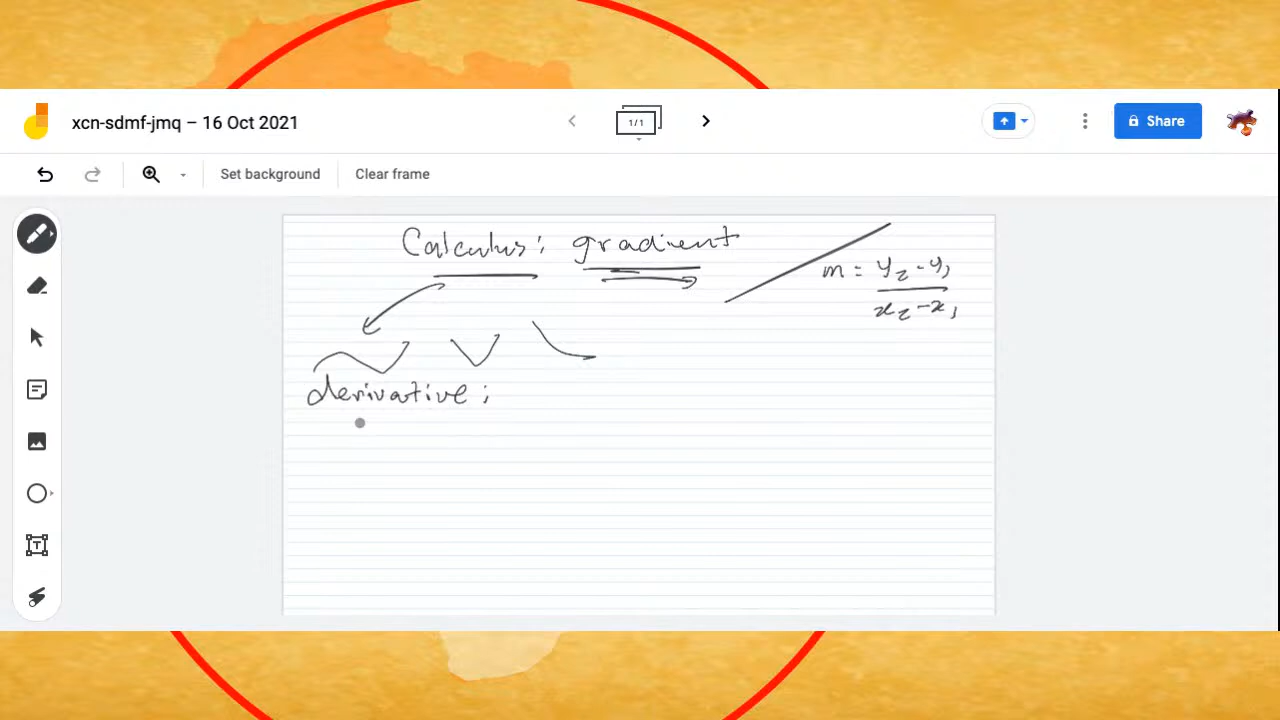 xcn-sdmf-jmq – 16 Oct 2021
1/1
Share
Set background
Clear frame
Calculus: gradient
m = y2 - y1
x2 - x1
derivative:
T